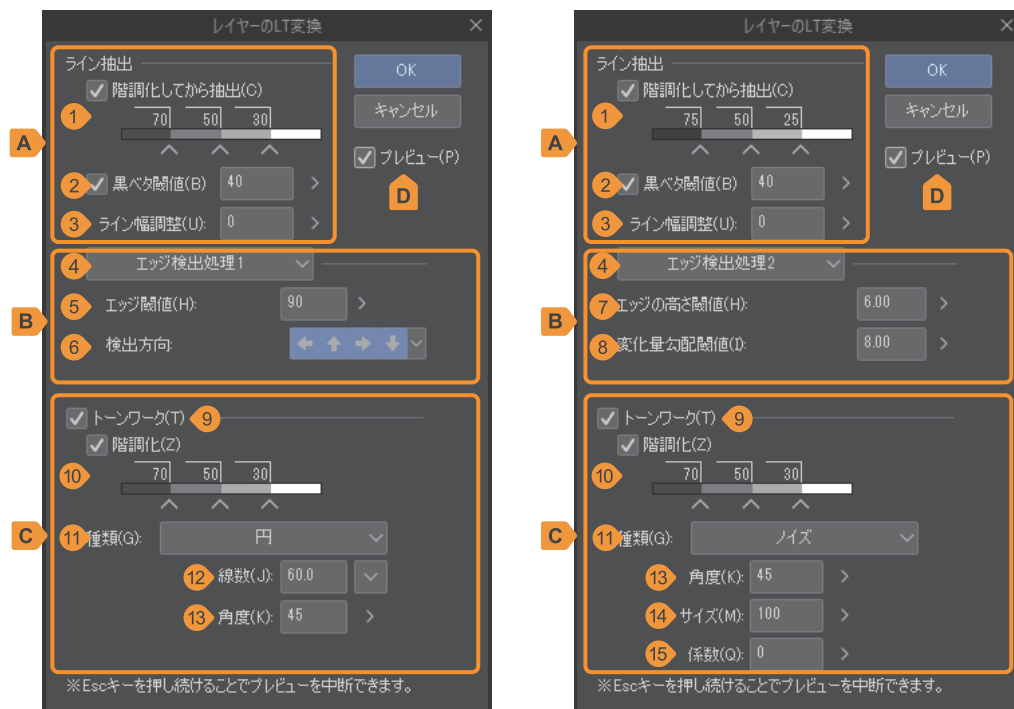 レイヤーのLT変換
ライン抽出
OK
階調化してから抽出(C)
1
70 50 30
キャンセル
A
プレビュー(P)
2 黒ベタ閾値(B) 40
D
3 ライン幅調整(U): 0
4 エッジ検出処理1
5 エッジ閾値(H): 90
B
6 検出方向:
トーンワーク(T) 9
階調化(Z)
10 70 50 30
C
11 種類(G): 円
12 線数(J): 60.0
13 角度(K): 45
※Escキーを押し続けることでプレビューを中断できます。
レイヤーのLT変換
ライン抽出
OK
階調化してから抽出(C)
1
75 50 25
キャンセル
A
プレビュー(P)
2 黒ベタ閾値(B) 40
D
3 ライン幅調整(U): 0
4 エッジ検出処理2
7 エッジの高さ閾値(H): 6.00
B
8 変化量勾配閾値(I): 8.00
トーンワーク(T) 9
階調化(Z)
10 70 50 30
C
11 種類(G): ノイズ
13 角度(K): 45
14 サイズ(M): 100
15 係数(Q): 0
※Escキーを押し続けることでプレビューを中断できます。